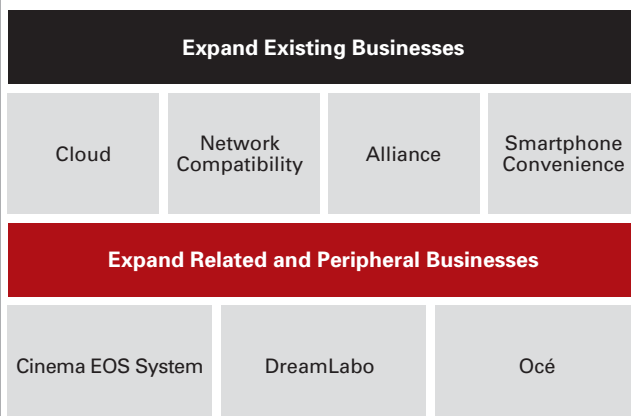 Expand Existing Businesses
Cloud
Network
Compatibility
Alliance
Smartphone
Convenience
Expand Related and Peripheral Businesses
Cinema EOS System
DreamLabo
Océ